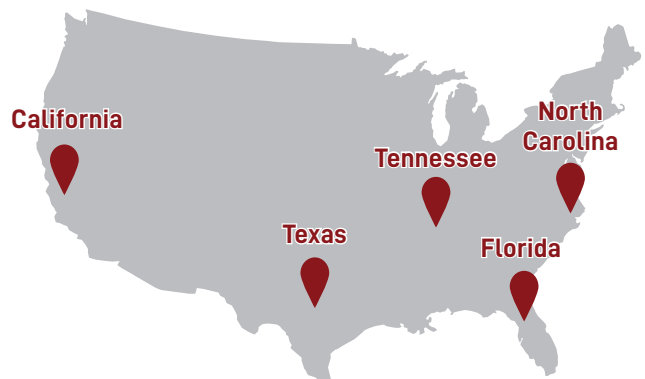 North
Carolina
California
Tennessee
Texas
Florida